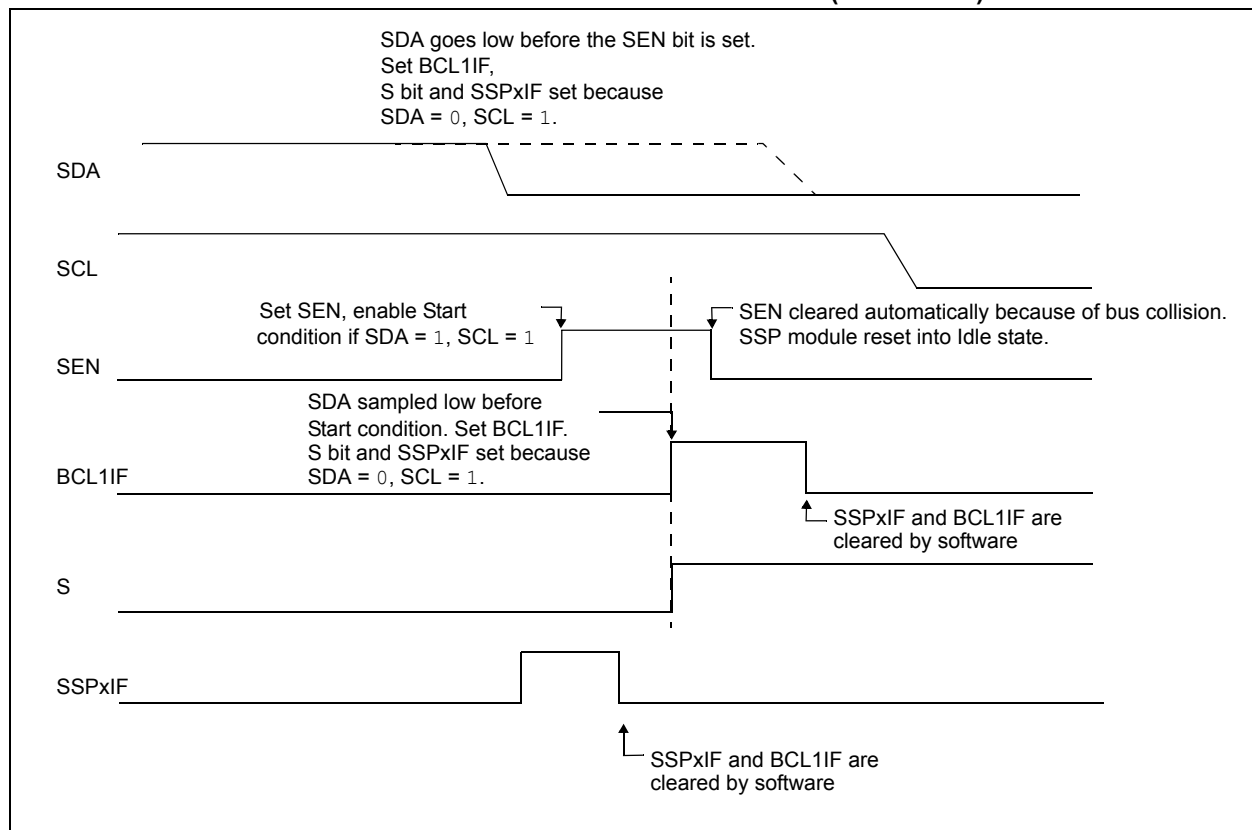 SDA goes low before the SEN bit is set.
Set BCL1IF,
S bit and SSPxIF set because
SDA = 0, SCL = 1.
SDA
SCL
Set SEN, enable Start
condition if SDA = 1, SCL = 1
SEN cleared automatically because of bus collision.
SSP module reset into Idle state.
SEN
SDA sampled low before
Start condition. Set BCL1IF.
S bit and SSPxIF set because
SDA = 0, SCL = 1.
BCL1IF
SSPxIF and BCL1IF are
cleared by software
S
SSPxIF
SSPxIF and BCL1IF are
cleared by software